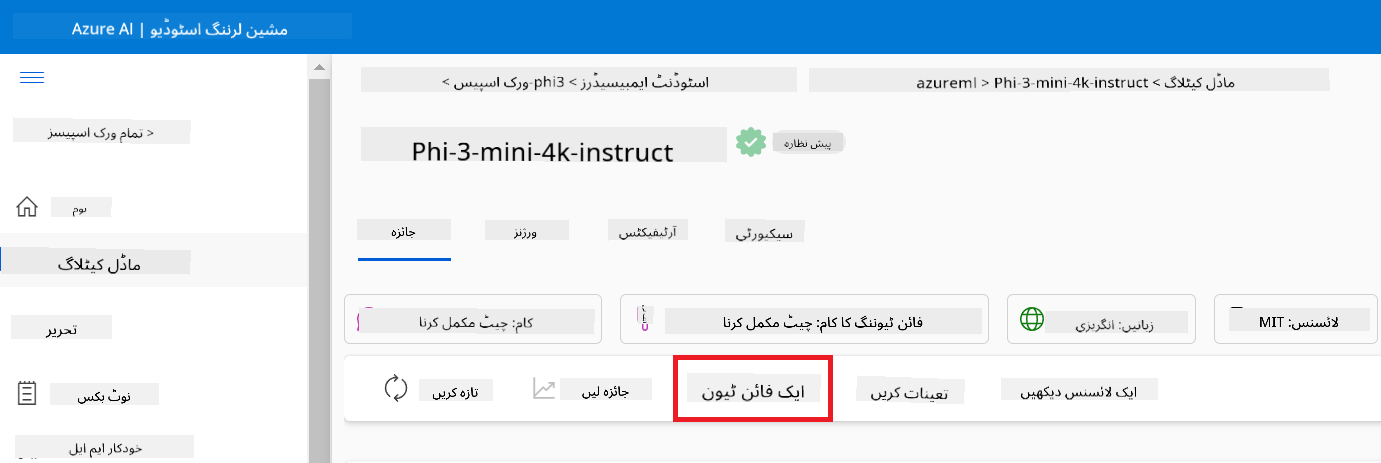 Azure AI | مشین لرننگ اسٹوڈیو
< تمام ورک اسپیسز
ہوم
ماڈل کیٹلاگ
تحریر
نوٹ بکس
خودکار ایم ایل
اسٹوڈنٹ ایمبیسیڈرز > phi3-ورک اسپیس >
azureml > Phi-3-mini-4k-instruct < ماڈل کیٹلاگ
Phi-3-mini-4k-instruct
پیش نظارہ
جائزہ
ورژنز
آرٹیفیکٹس
سیکیورٹی
کام: چیٹ مکمل کرنا
فائن ٹیوننگ کا کام: چیٹ مکمل کرنا
زبانیں: انگریزی
لائسنس: MIT
تازہ کریں
جائزہ لیں
ایک فائن ٹیون
تعینات کریں
ایک لائسنس دیکھیں